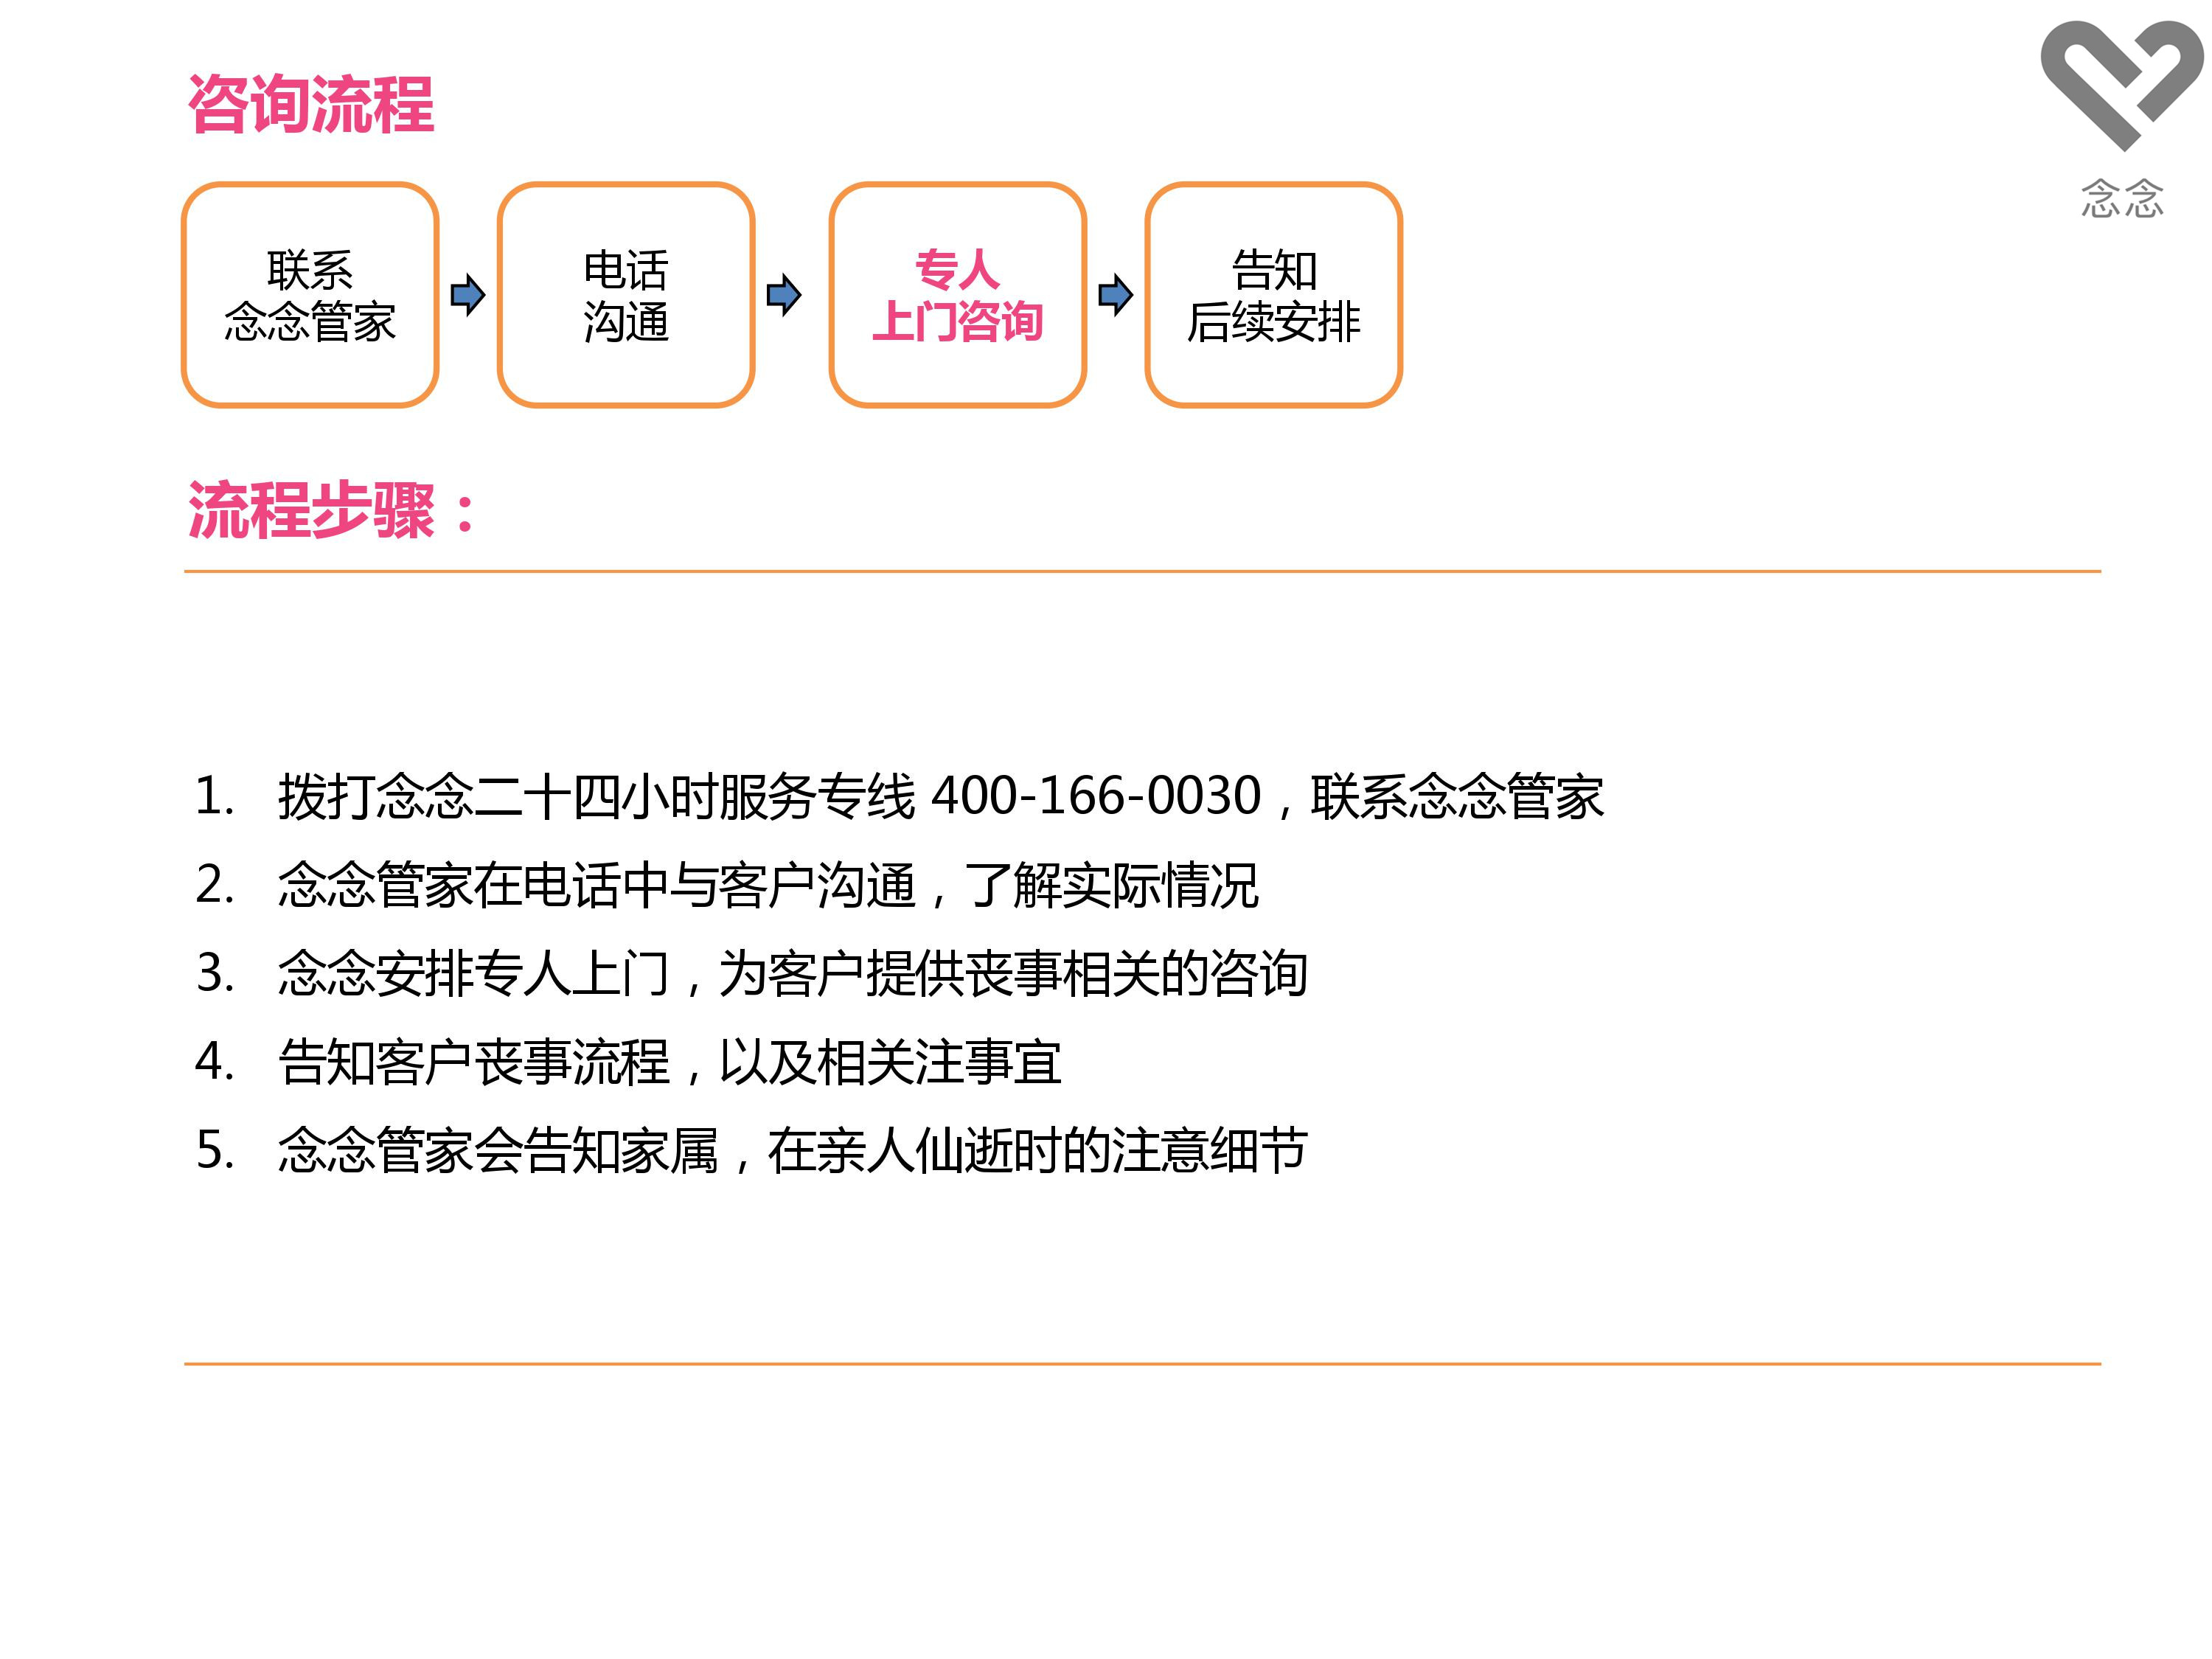 咨询流程
念念
联系
念念管家
电话
沟通
专人
上门咨询
告知
后续安排
流程步骤：
1. 拨打念念二十四小时服务专线 400-166-0030，联系念念管家
2. 念念管家在电话中与客户沟通，了解实际情况
3. 念念安排专人上门，为客户提供丧事相关的咨询
4. 告知客户丧事流程，以及相关注事宜
5. 念念管家会告知家属，在亲人仙逝时的注意细节